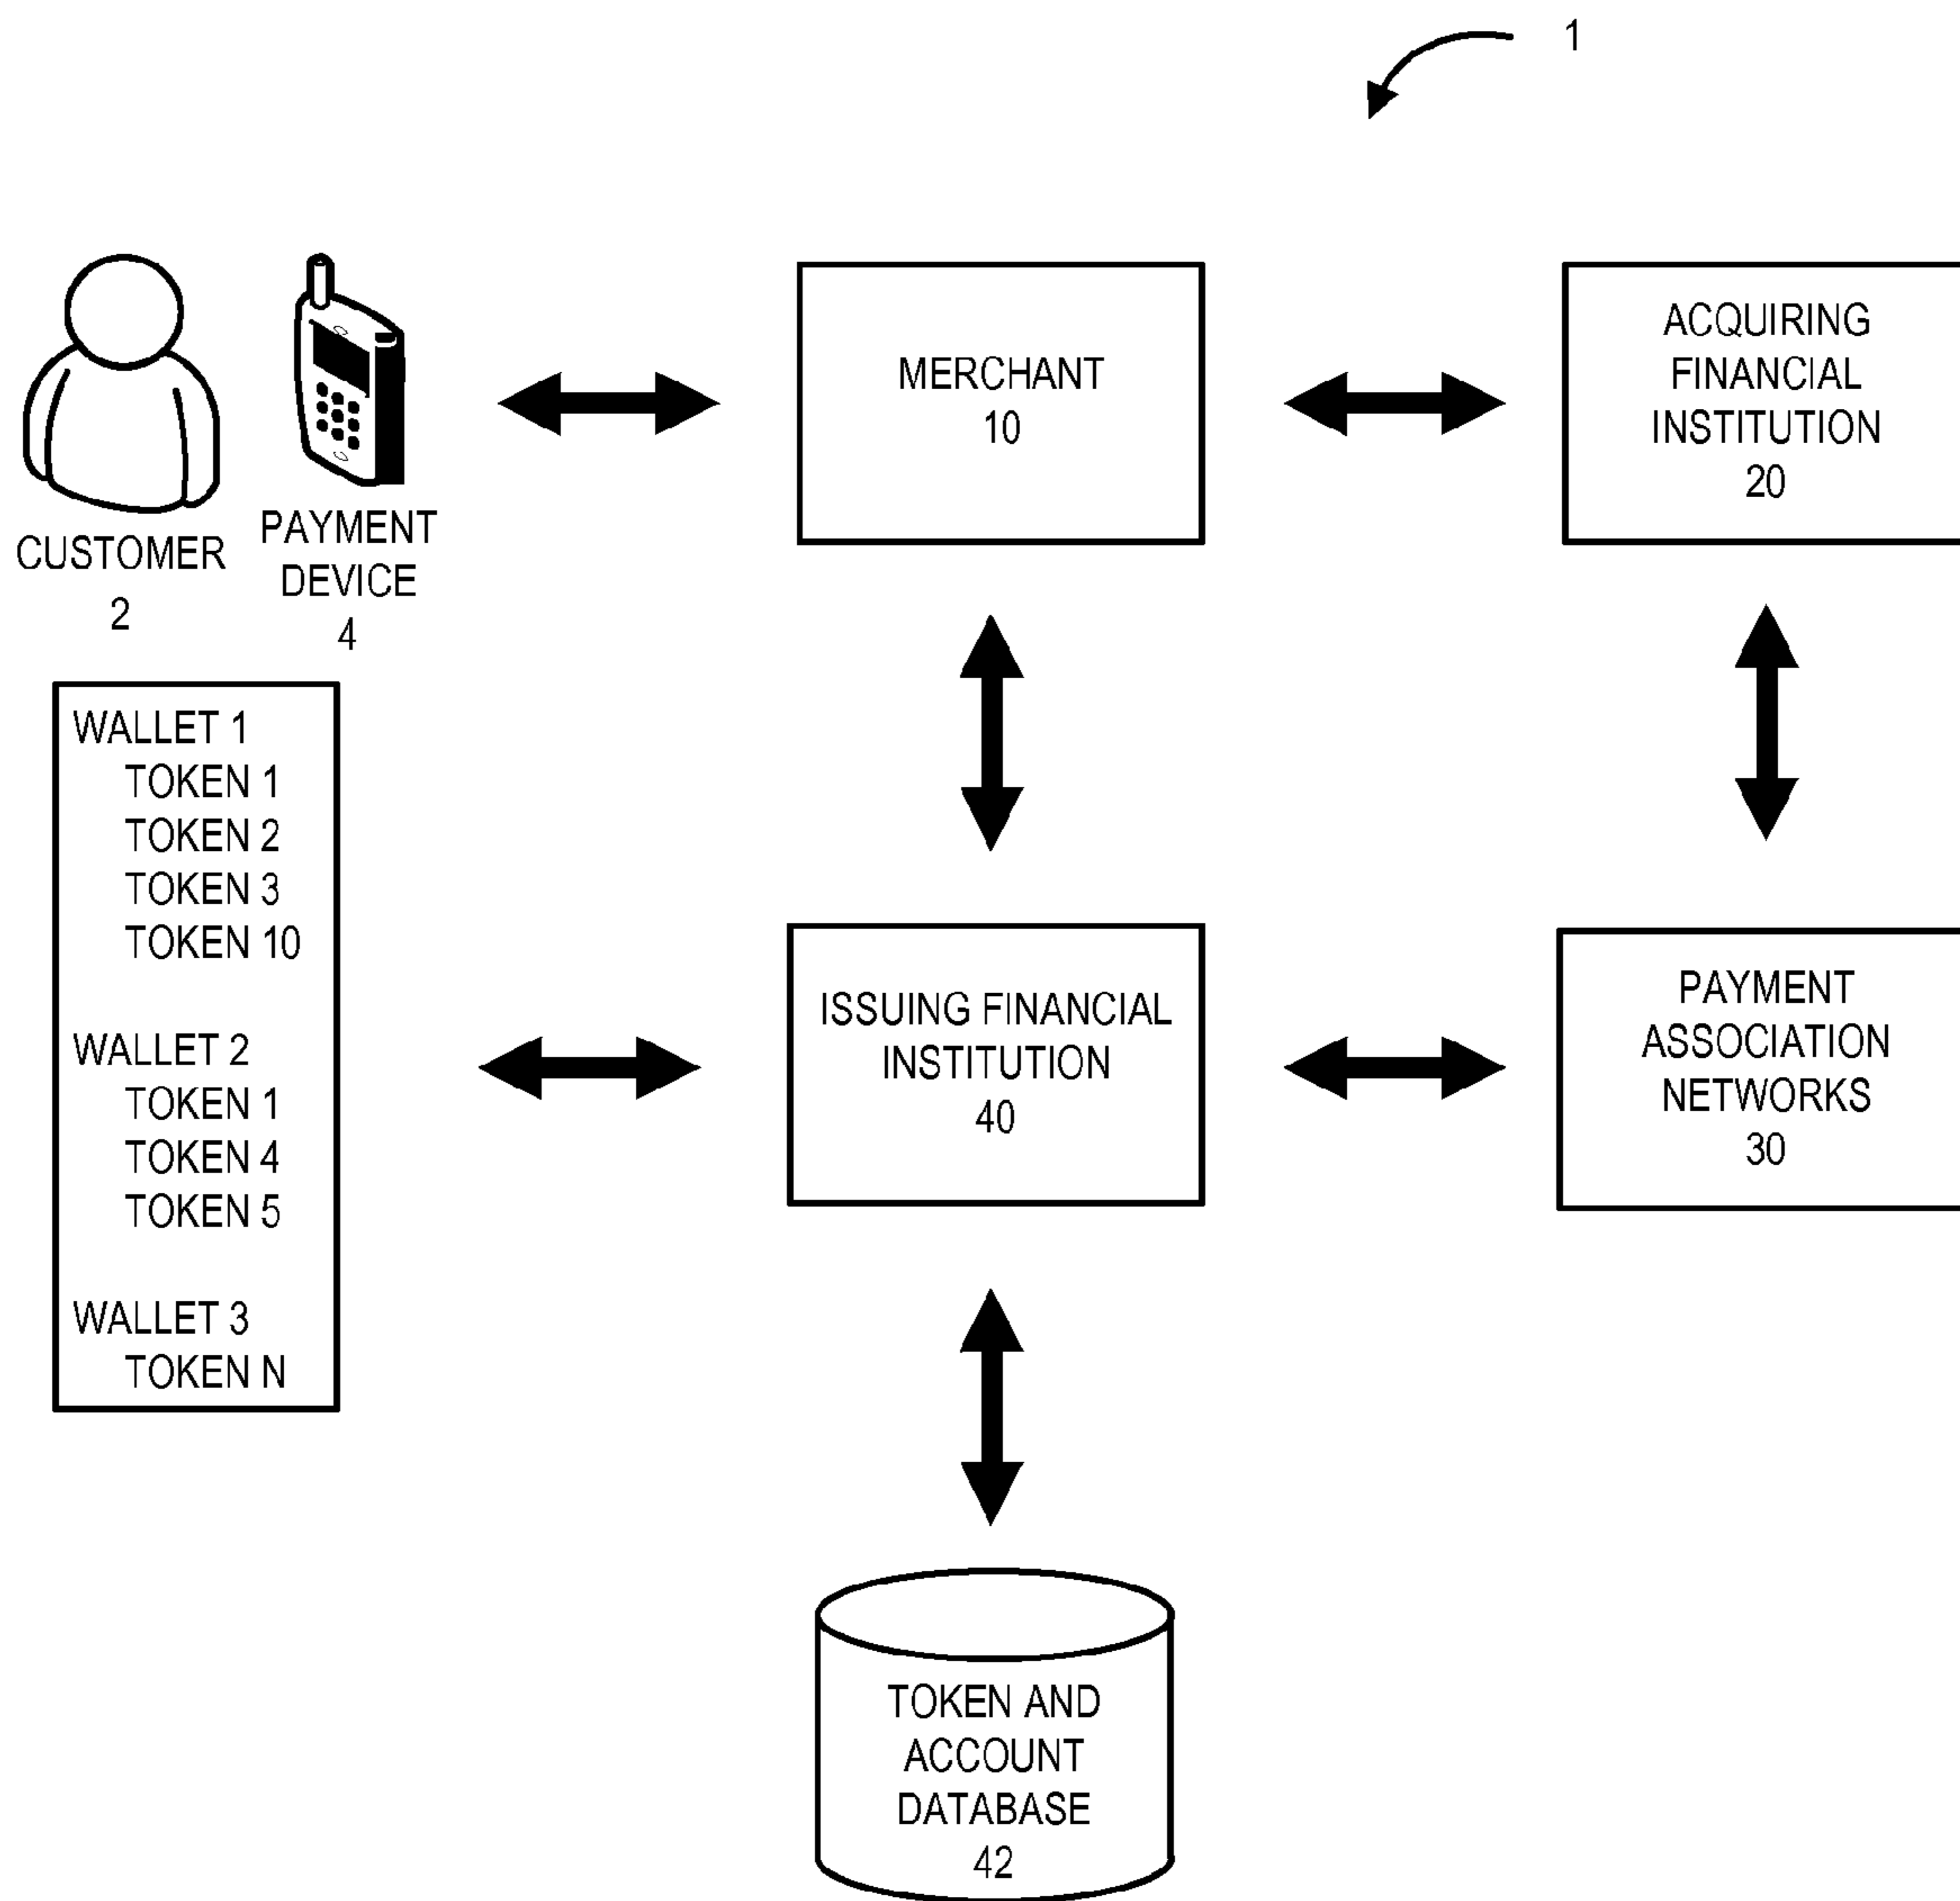 1
MERCHANT
10
ACQUIRING
FINANCIAL
INSTITUTION
20
CUSTOMER
2
PAYMENT
DEVICE
4
WALLET 1
TOKEN 1
TOKEN 2
TOKEN 3
TOKEN 10
WALLET 2
TOKEN 1
TOKEN 4
TOKEN 5
WALLET 3
TOKEN N
ISSUING FINANCIAL
INSTITUTION
40
PAYMENT
ASSOCIATION
NETWORKS
30
TOKEN AND
ACCOUNT
DATABASE
42